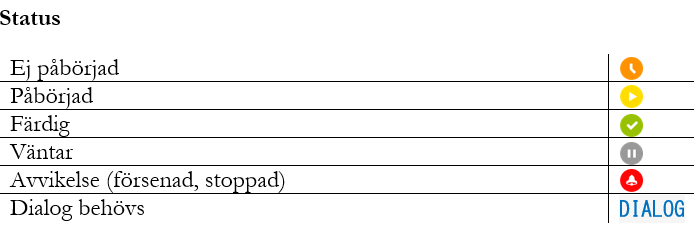 Status
Ej påbörjad
Påbörjad
Färdig
Väntar
Avvikelse (försenad, stoppad)
Dialog behövs DIALOG